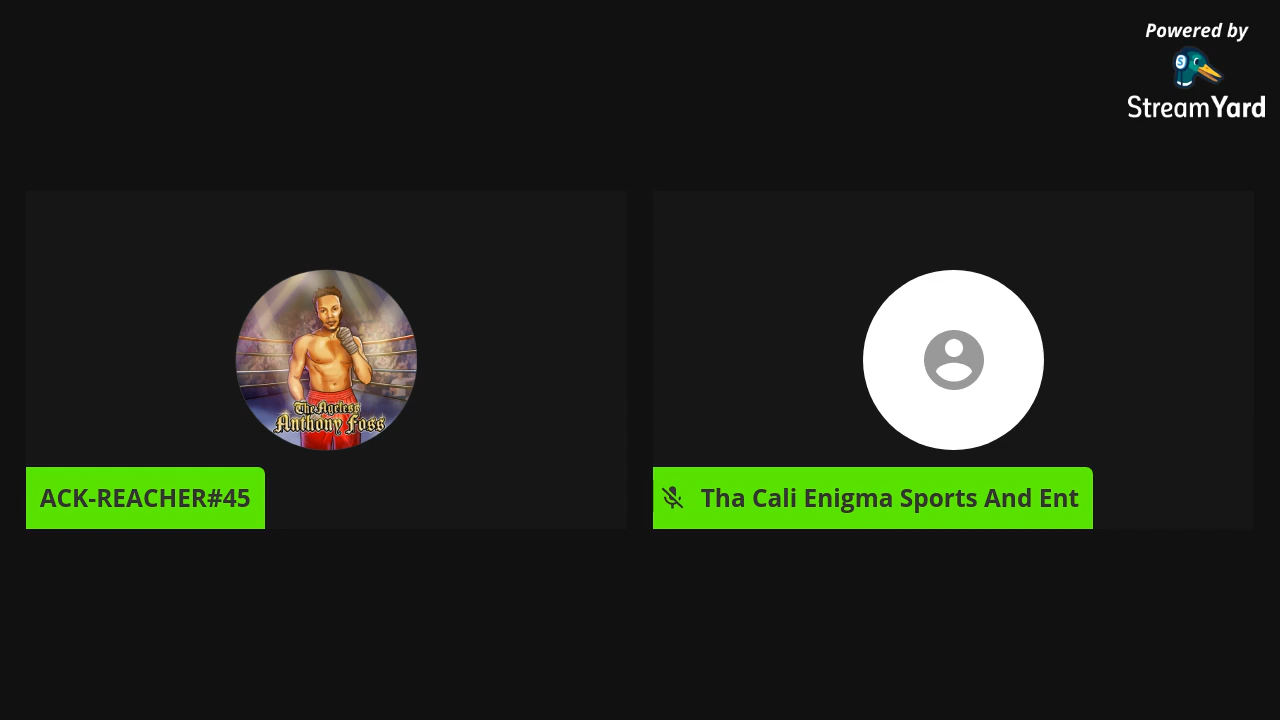 Powered by
StreamYard
The Ageless
Anthony Foss
ACK-REACHER#45
Tha Cali Enigma Sports And Ent